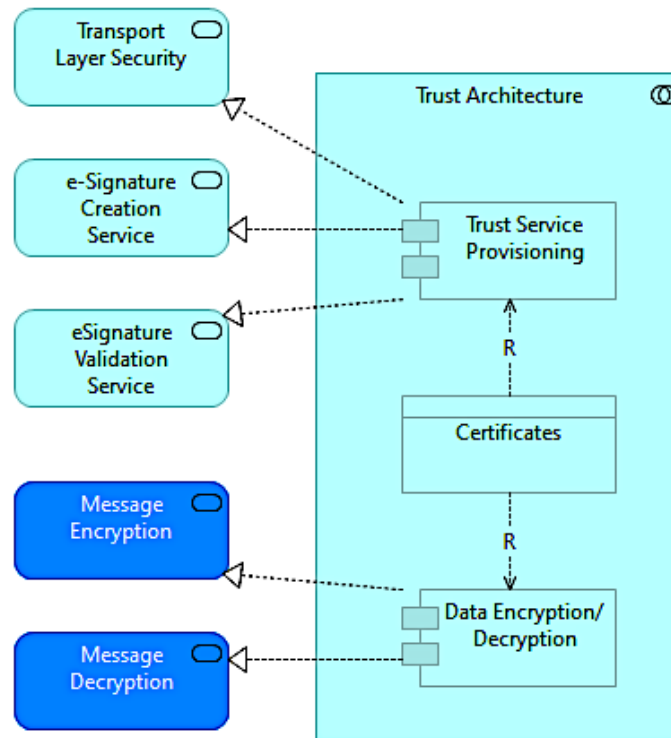 Transport
Layer Security
Trust Architecture
e-Signature
Creation
Service
Trust Service
Provisioning
eSignature
Validation
Service
R
Certificates
R
Message
Encryption
Data Encryption/
Decryption
Message
Decryption